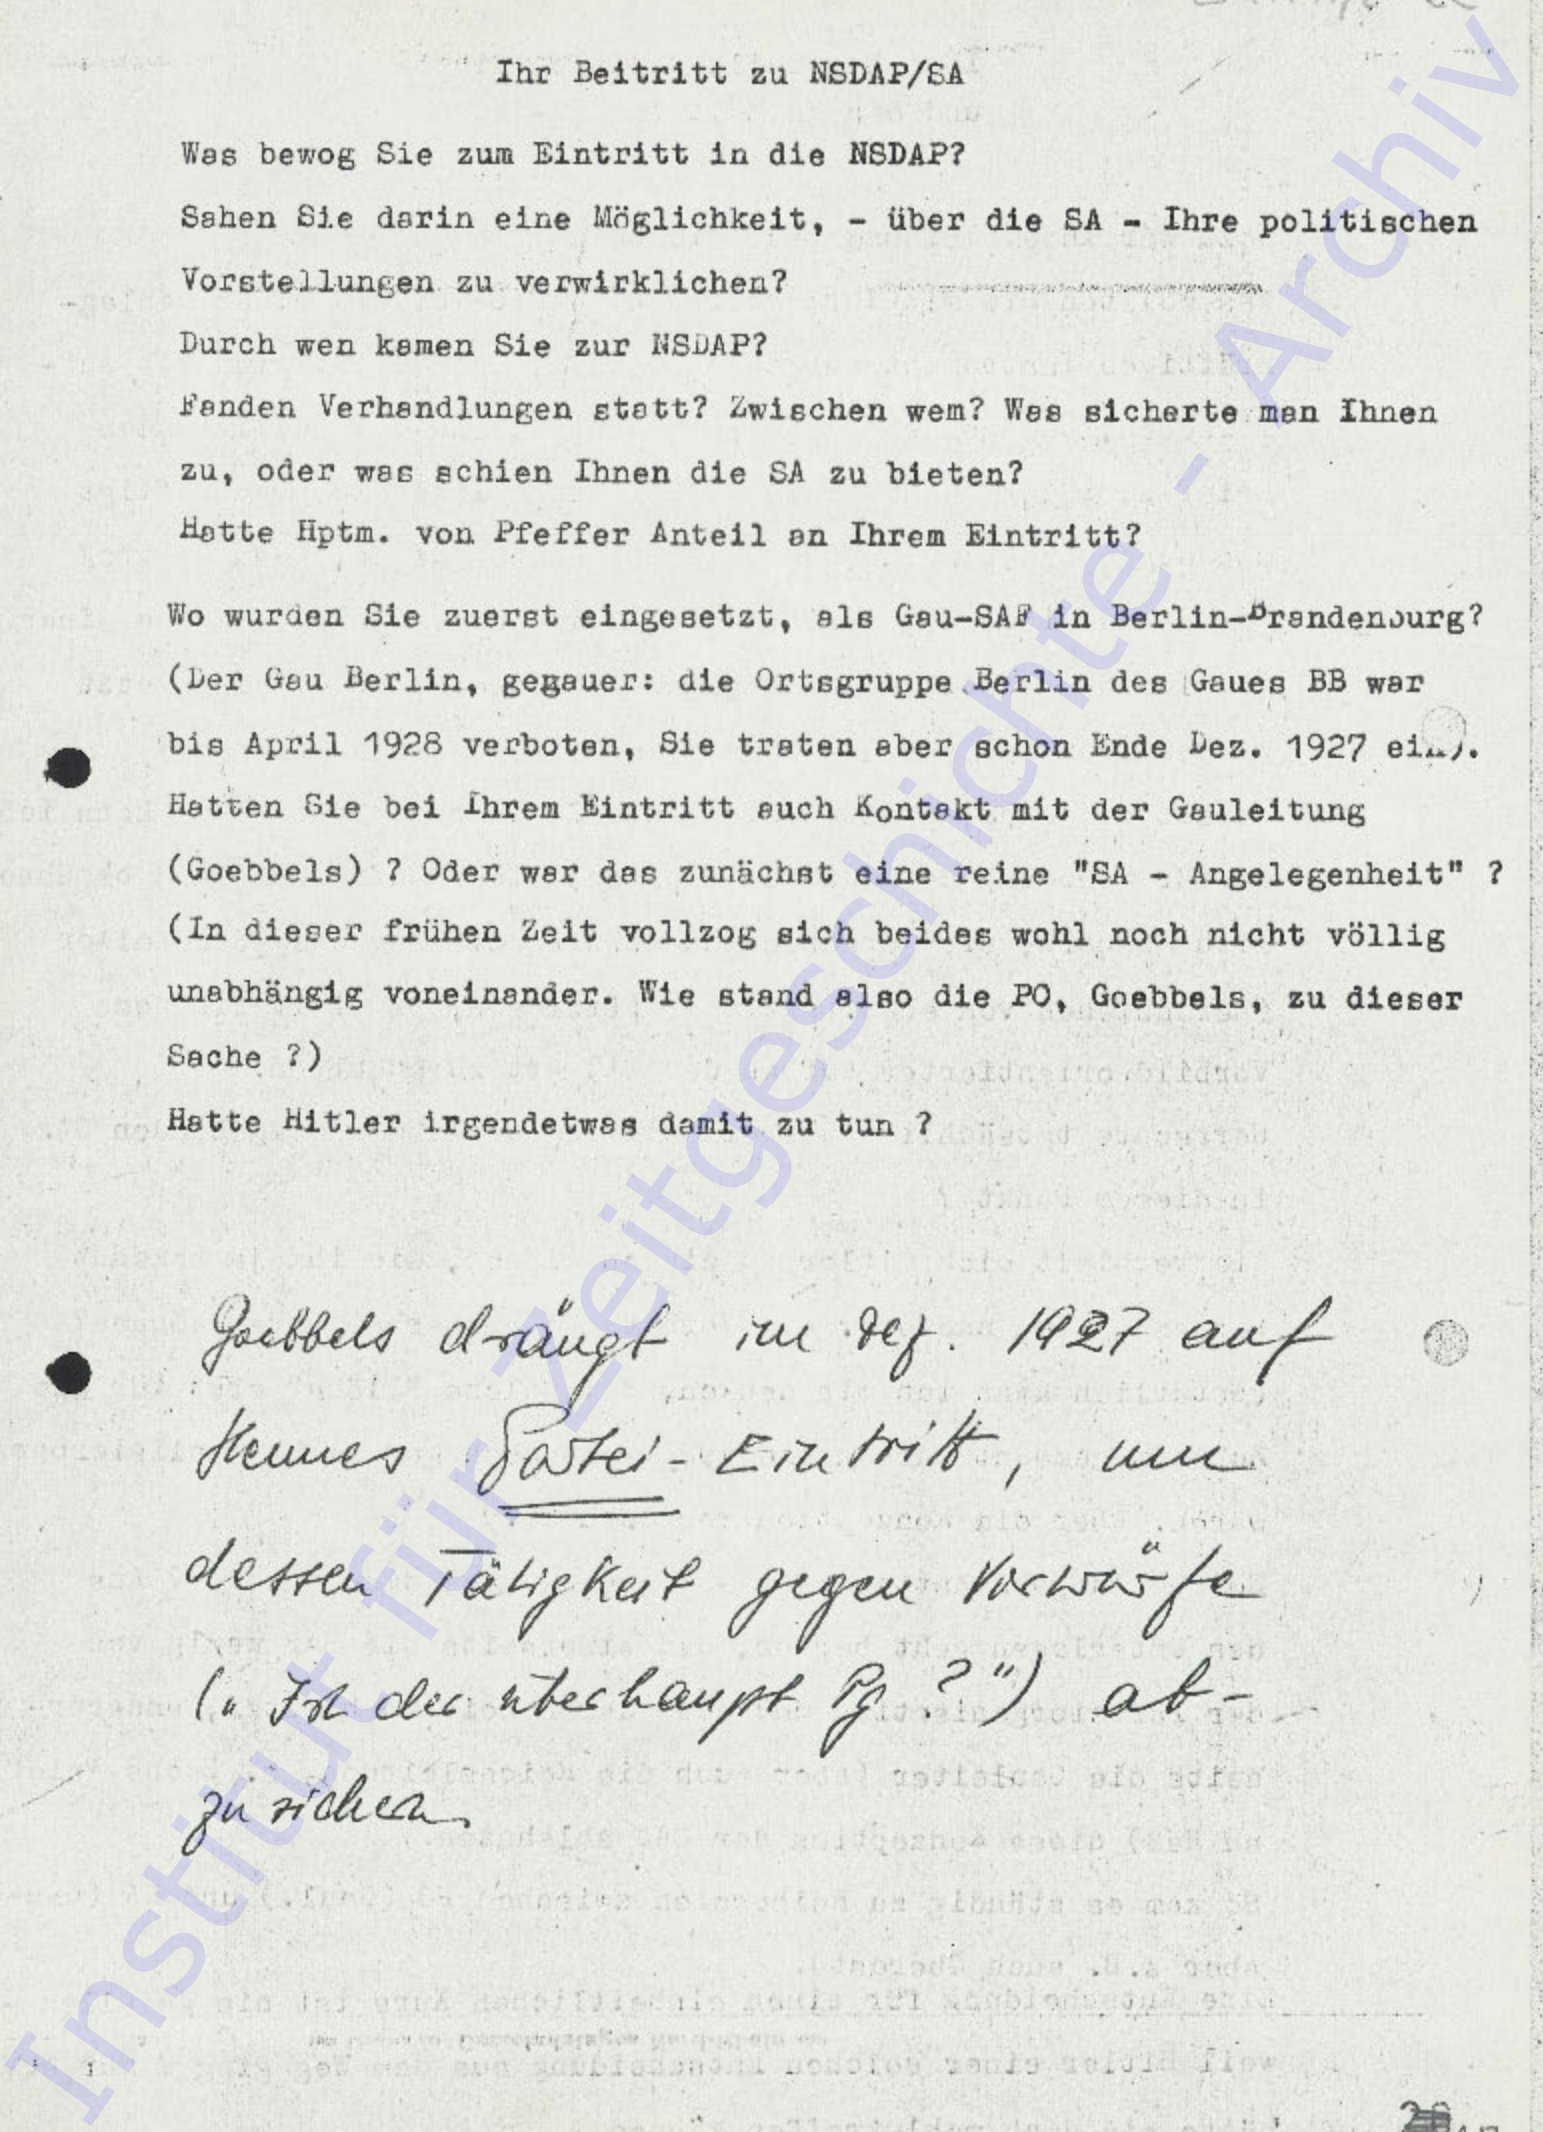 Ihr Beitritt zu NSDAP/SA
Was bewog Sie zum Eintritt in die NSDAP?
Sahen Sie darin eine Möglichkeit, - über die SA - Ihre politischen
Vorstellungen zu verwirklichen?
Durch wen kamen Sie zur NSDAP?
Fanden Verhandlungen statt? Zwischen wem? Was sicherte man Ihnen
zu, oder was schien Ihnen die SA zu bieten?
Hatte Hptm. von Pfeffer Anteil an Ihrem Eintritt?
Wo wurden Sie zuerst eingesetzt, als Gau-SAF in Berlin-Brandenburg?
(Der Gau Berlin, gegauer: die Ortsgruppe Berlin des Gaues BB war
bis April 1928 verboten, Sie traten aber schon Ende Dez. 1927 ein).
Hatten Sie bei Ihrem Eintritt auch Kontakt mit der Gauleitung
(Goebbels) ? Oder war das zunächst eine reine "SA - Angelegenheit" ?
(In dieser frühen Zeit vollzog sich beides wohl noch nicht völlig
unabhängig voneinander. Wie stand also die PO, Goebbels, zu dieser
Sache ?)
Hatte Hitler irgendetwas damit zu tun ?
Goebbels drängt im Dez. 1927 auf
Stennes Partei-Eintritt, um
dessen Tätigkeit gegen Vorwürfe
(„Ist der überhaupt Pg ?") ab-
zusichern.
Institut für Zeitgeschichte - Archiv